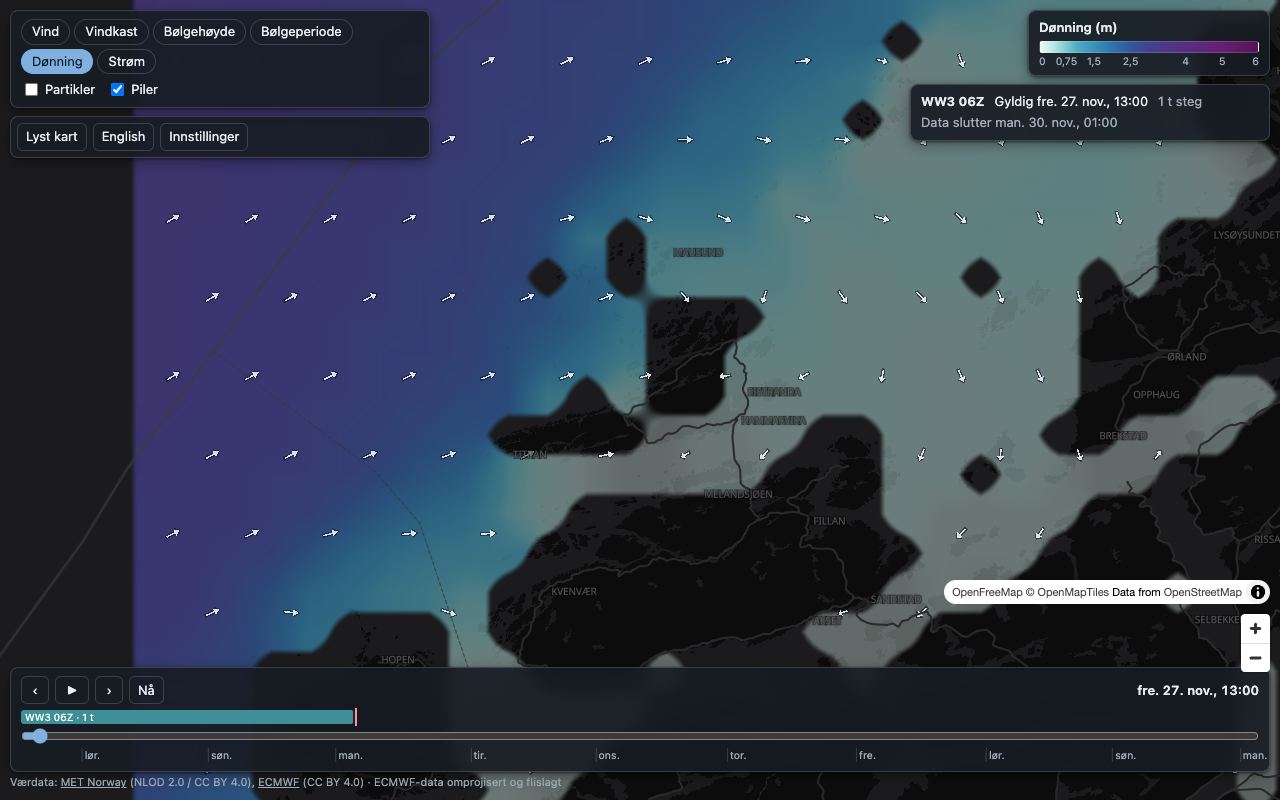 Vind Vindkast Bølgehøyde Bølgeperiode
Dønning Strøm
Partikler Piler
Lyst kart English Innstillinger
Dønning (m)
0 0,75 1,5 2,5 4 5 6
WW3 06Z Gyldig fre. 27. nov., 13:00 1 t steg
Data slutter man. 30. nov., 01:00
MAUSUND
LYSØYSUNDET
ØRLAND
SISTRANDA
OPPHAUG
HAMMARVIKA
BREKSTAD
TITRAN
MELANDSJØEN
FILLAN
KVENVÆR
SANDSTAD
HOPEN
OpenFreeMap © OpenMapTiles Data from OpenStreetMap
+
−
‹ › Nå
fre. 27. nov., 13:00
WW3 06Z · 1 t
lør. søn. man. tir. ons. tor. fre. lør. søn. man.
Værdata: MET Norway (NLOD 2.0 / CC BY 4.0), ECMWF (CC BY 4.0) · ECMWF-data omprojisert og flislagt